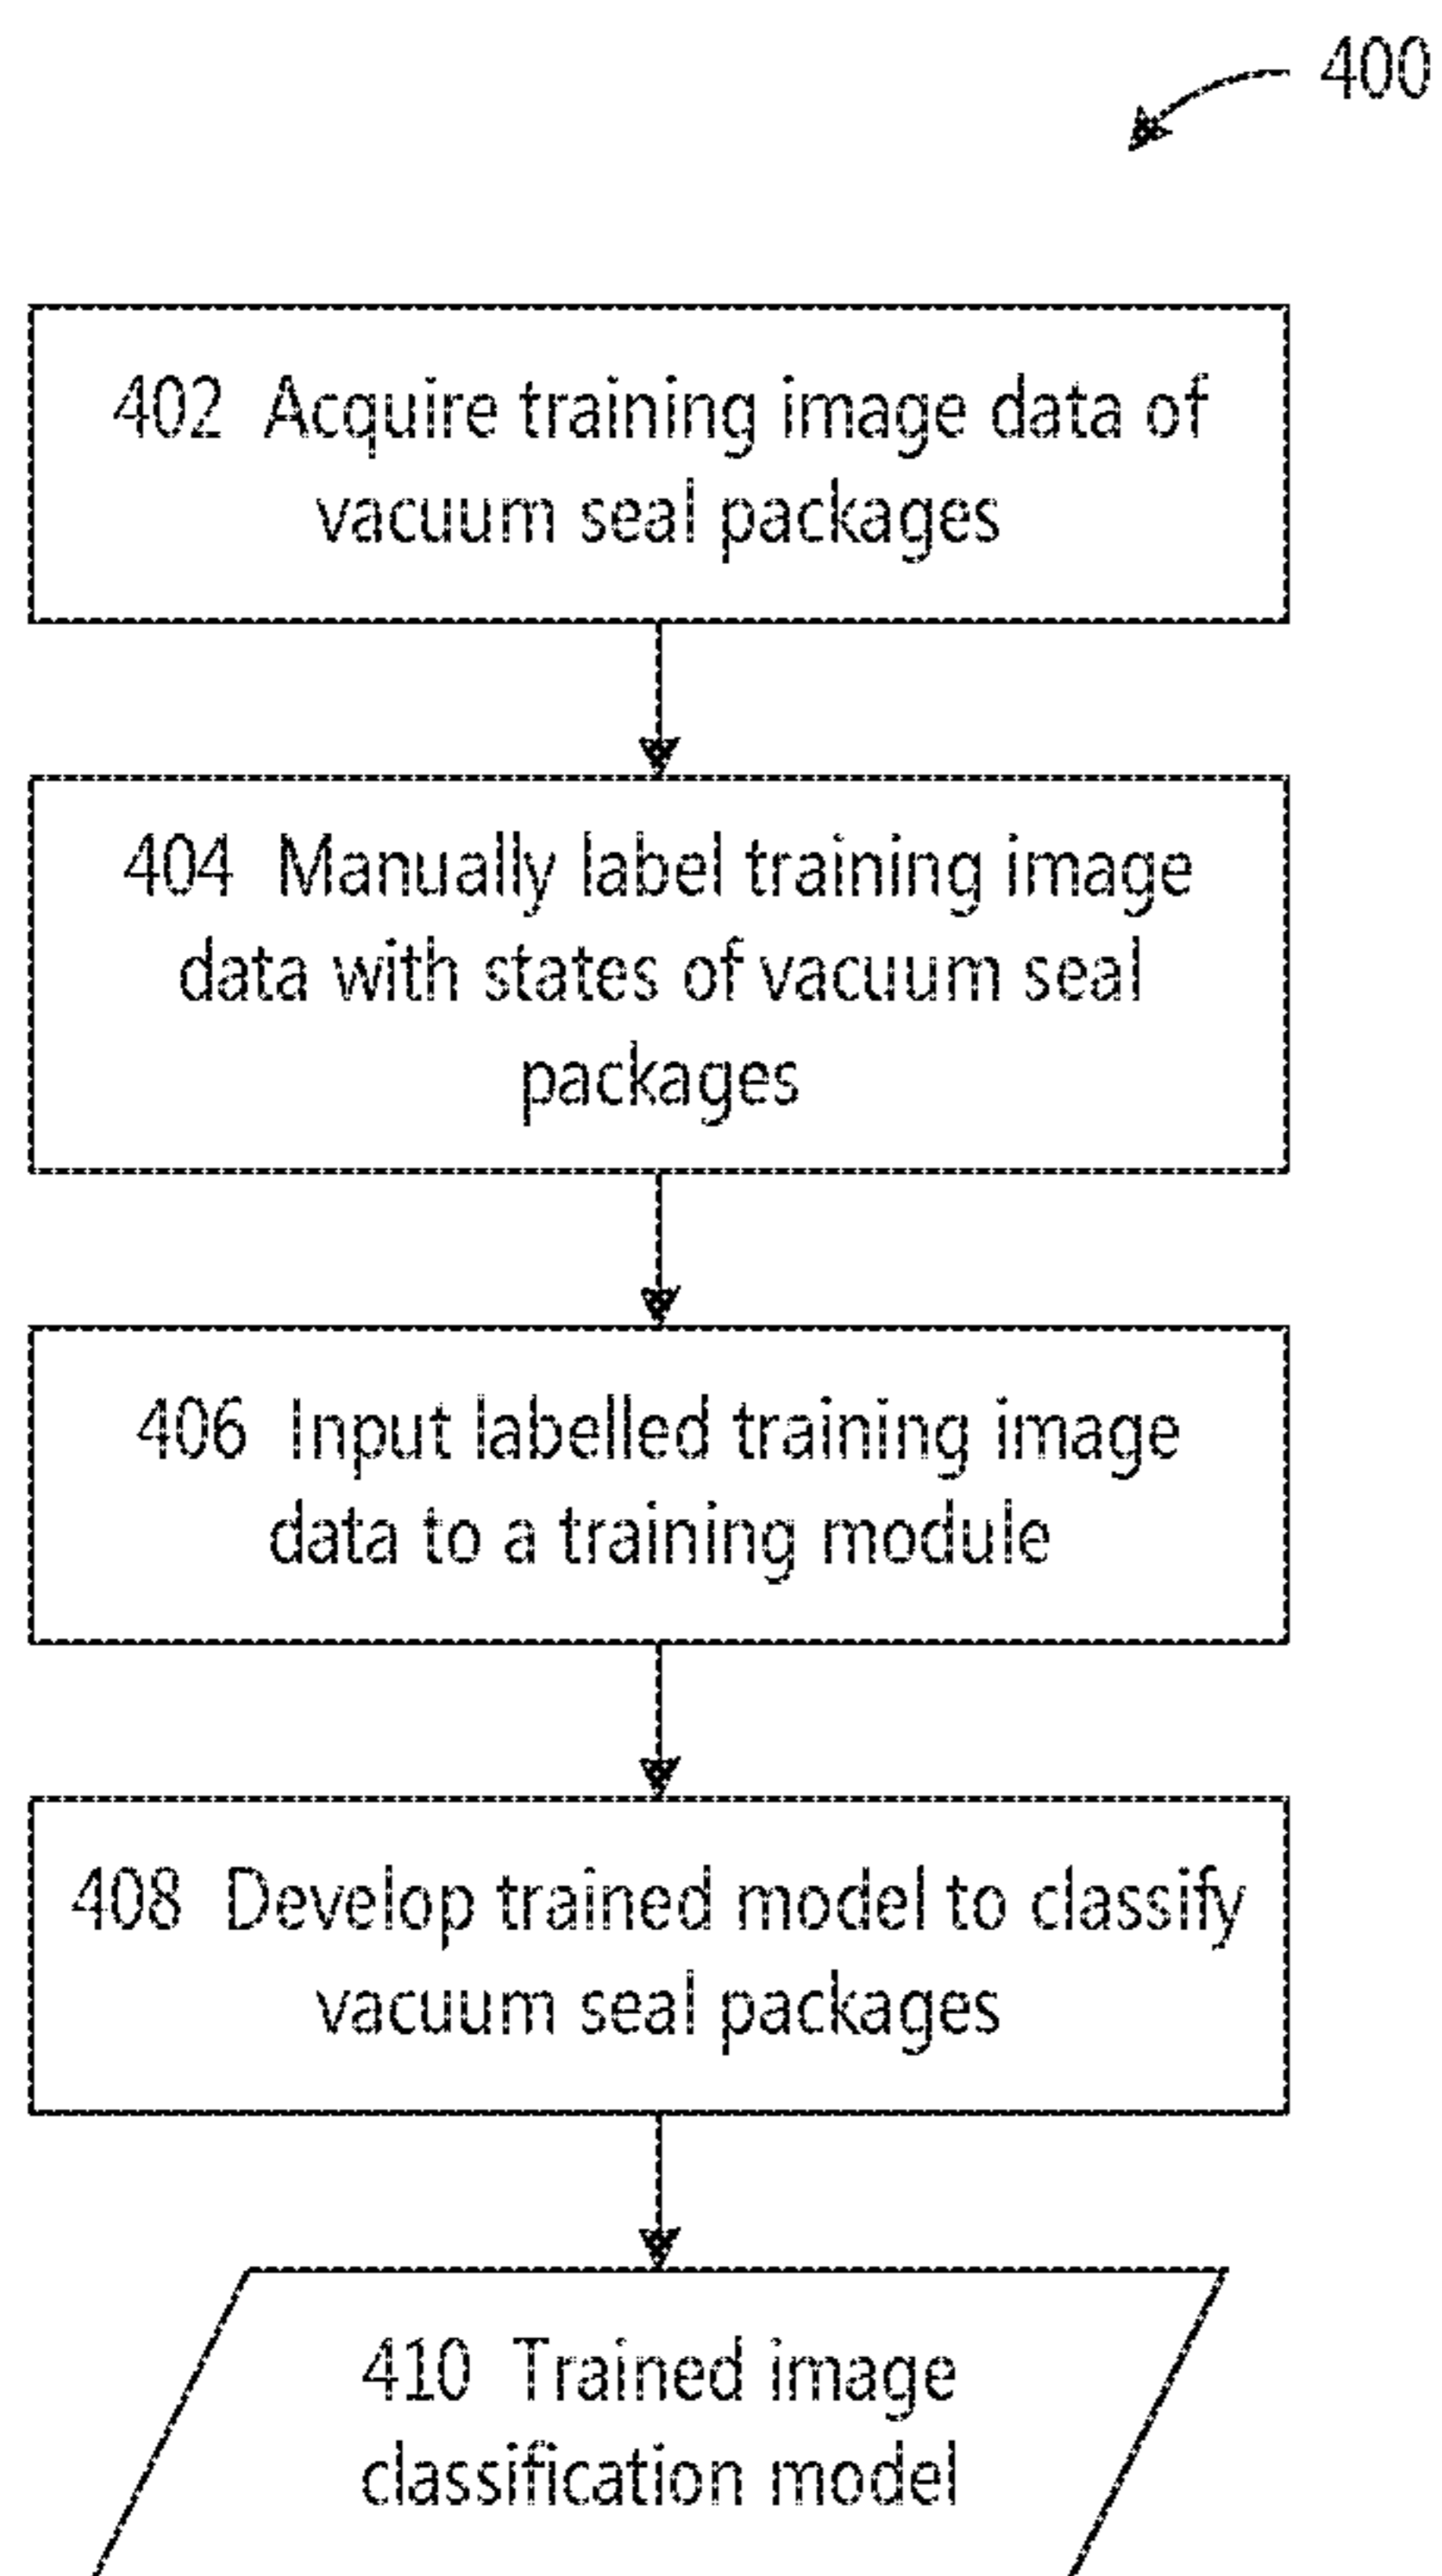 400
402 Acquire training image data of
vacuum seal packages
404 Manually label training image
data with states of vacuum seal
packages
406 Input labelled training image
data to a training module
408 Develop trained model to classify
vacuum seal packages
410 Trained image
classification model